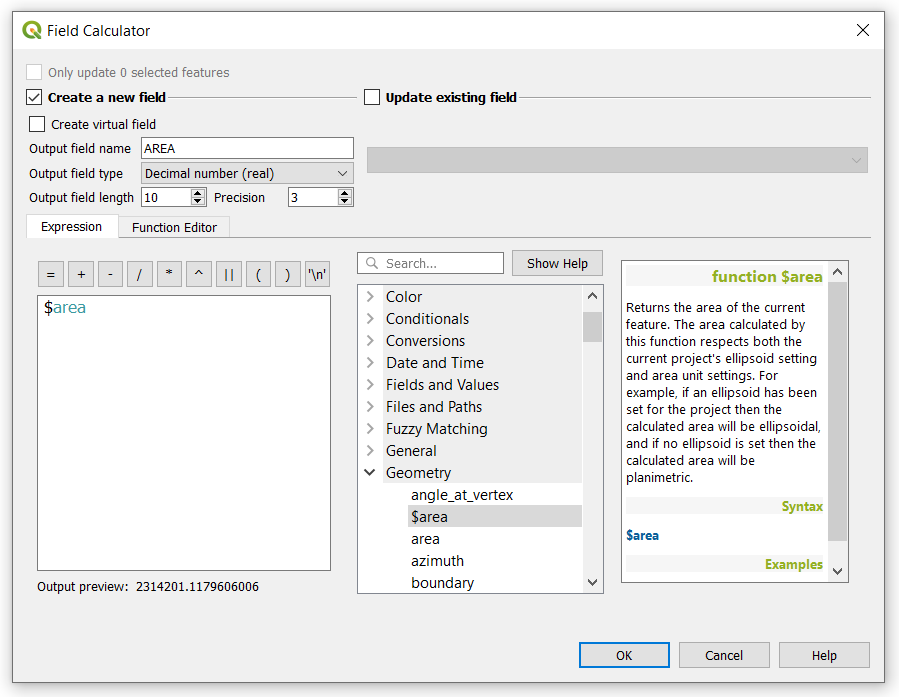 Field Calculator
Only update 0 selected features
Create a new field
Update existing field
Create virtual field
Output field name AREA
Output field type Decimal number (real)
Output field length 10 Precision 3
Expression Function Editor
= + - / * ^ || ( ) '\n'
$area
Output preview: 2314201.1179606006
Search... Show Help
Color
Conditionals
Conversions
Date and Time
Fields and Values
Files and Paths
Fuzzy Matching
General
Geometry
angle_at_vertex
$area
area
azimuth
boundary
function $area
Returns the area of the current
feature. The area calculated by
this function respects both the
current project's ellipsoid setting
and area unit settings. For
example, if an ellipsoid has been
set for the project then the
calculated area will be ellipsoidal,
and if no ellipsoid is set then the
calculated area will be
planimetric.
Syntax
$area
Examples
OK Cancel Help